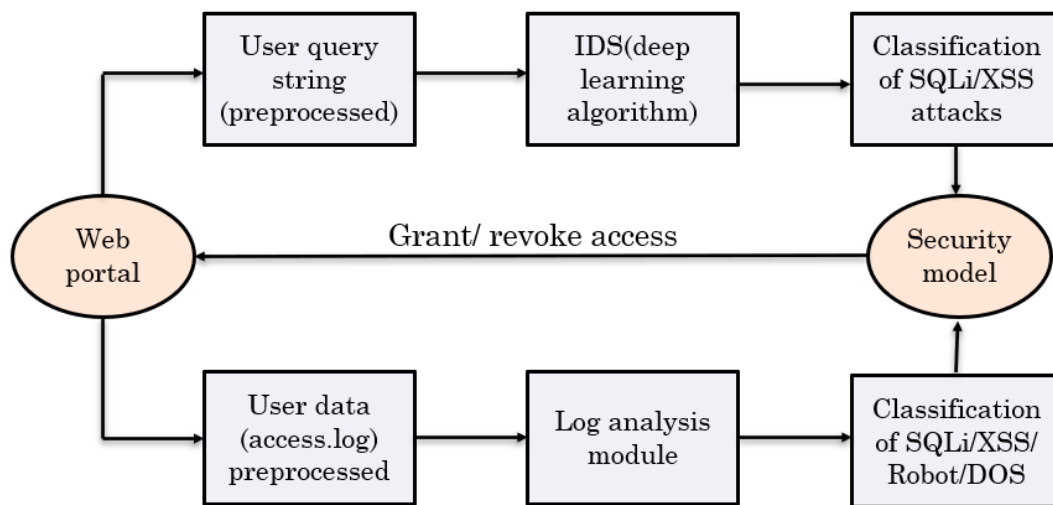 User query
string
(preprocessed)
IDS(deep
learning
algorithm)
Classification
of SQLi/XSS
attacks
Web
portal
Grant/ revoke access
Security
model
User data
(access.log)
preprocessed
Log analysis
module
Classification
of SQLi/XSS/
Robot/DOS